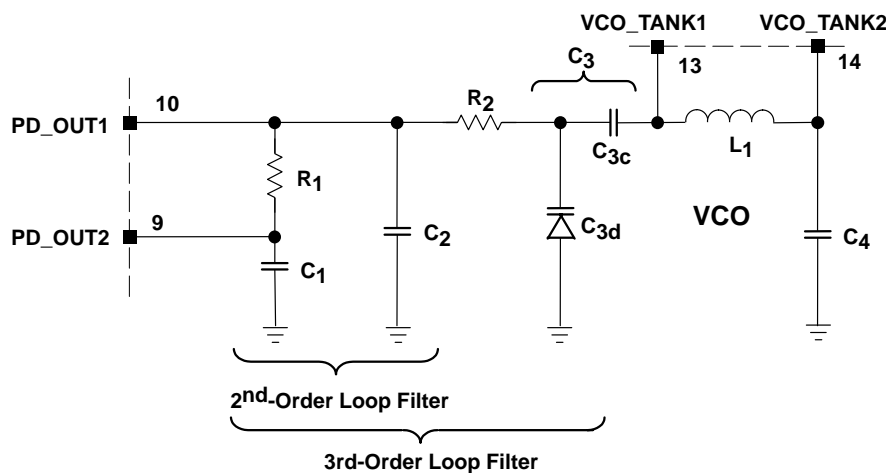 VCO_TANK1 VCO_TANK2
C3
13 14
10
PD_OUT1
R2
C3c
L1
R1
9
PD_OUT2
C1
C2
C3d
VCO
C4
2nd-Order Loop Filter
3rd-Order Loop Filter